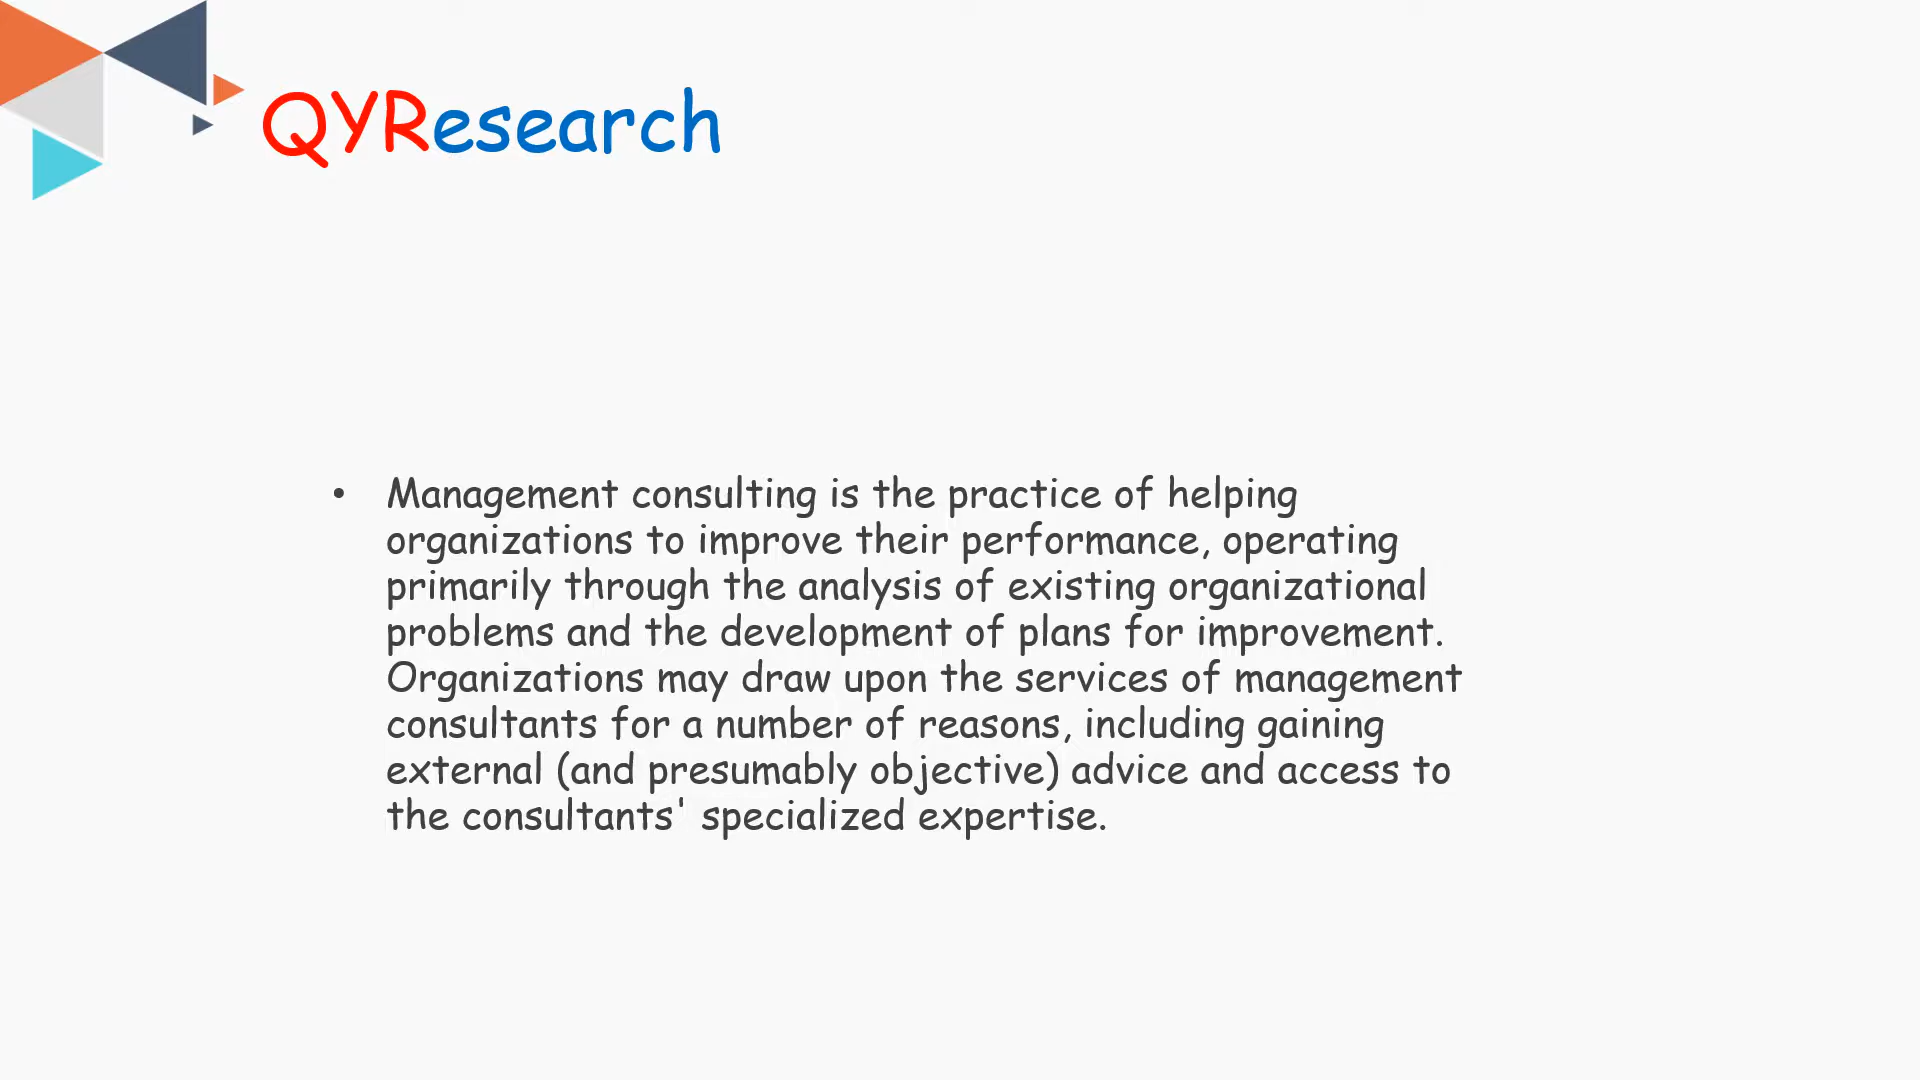 QYResearch
• Management consulting is the practice of helping
organizations to improve their performance, operating
primarily through the analysis of existing organizational
problems and the development of plans for improvement.
Organizations may draw upon the services of management
consultants for a number of reasons, including gaining
external (and presumably objective) advice and access to
the consultants' specialized expertise.